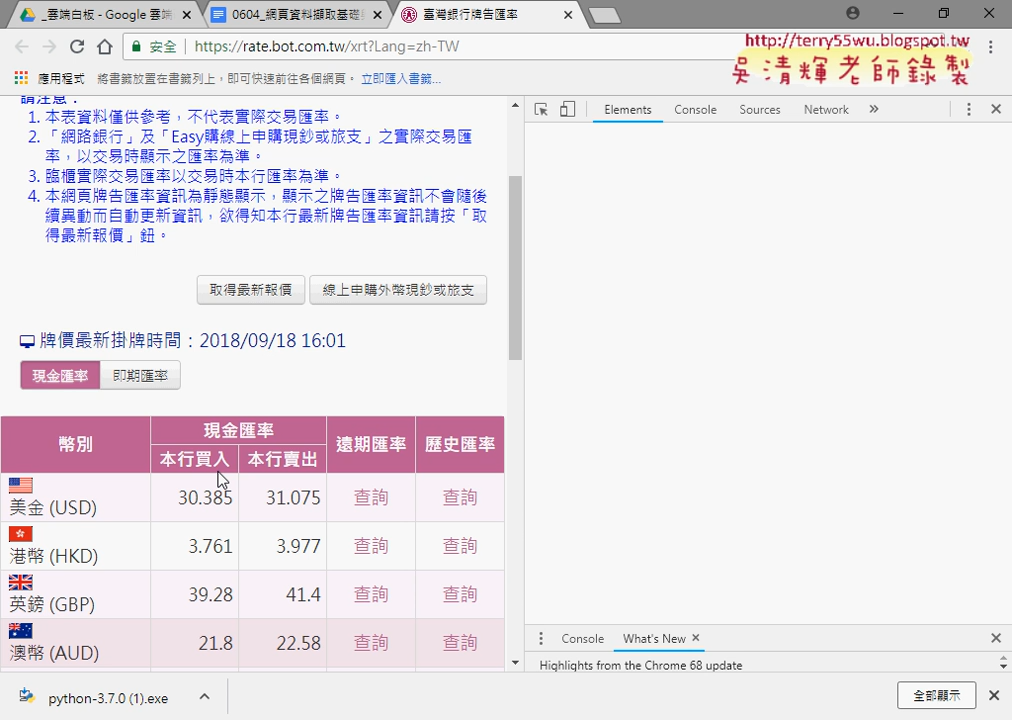 _雲端白板 - Google 雲端
0604_網頁資料擷取基礎
臺灣銀行牌告匯率
安全
https://rate.bot.com.tw/xrt?Lang=zh-TW
http://terry55wu.blogspot.tw
吳清輝老師錄製
應用程式
將書籤放置在書籤列上，即可快速前往各個網頁。
立即匯入書籤...
請注意：
1. 本表資料僅供參考，不代表實際交易匯率。
2. 「網路銀行」及「Easy購線上申購現鈔或旅支」之實際交易匯
率，以交易時顯示之匯率為準。
3. 臨櫃實際交易匯率以交易時本行匯率為準。
4. 本網頁牌告匯率資訊為靜態顯示，顯示之牌告匯率資訊不會隨後
續異動而自動更新資訊，欲得知本行最新牌告匯率資訊請按「取
得最新報價」鈕。
取得最新報價
線上申購外幣現鈔或旅支
牌價最新掛牌時間：2018/09/18 16:01
現金匯率
即期匯率
幣別
現金匯率
遠期匯率
歷史匯率
本行買入
本行賣出
美金 (USD)
30.385
31.075
查詢
查詢
港幣 (HKD)
3.761
3.977
查詢
查詢
英鎊 (GBP)
39.28
41.4
查詢
查詢
澳幣 (AUD)
21.8
22.58
查詢
查詢
Elements
Console
Sources
Network
Console
What's New
Highlights from the Chrome 68 update
python-3.7.0 (1).exe
全部顯示